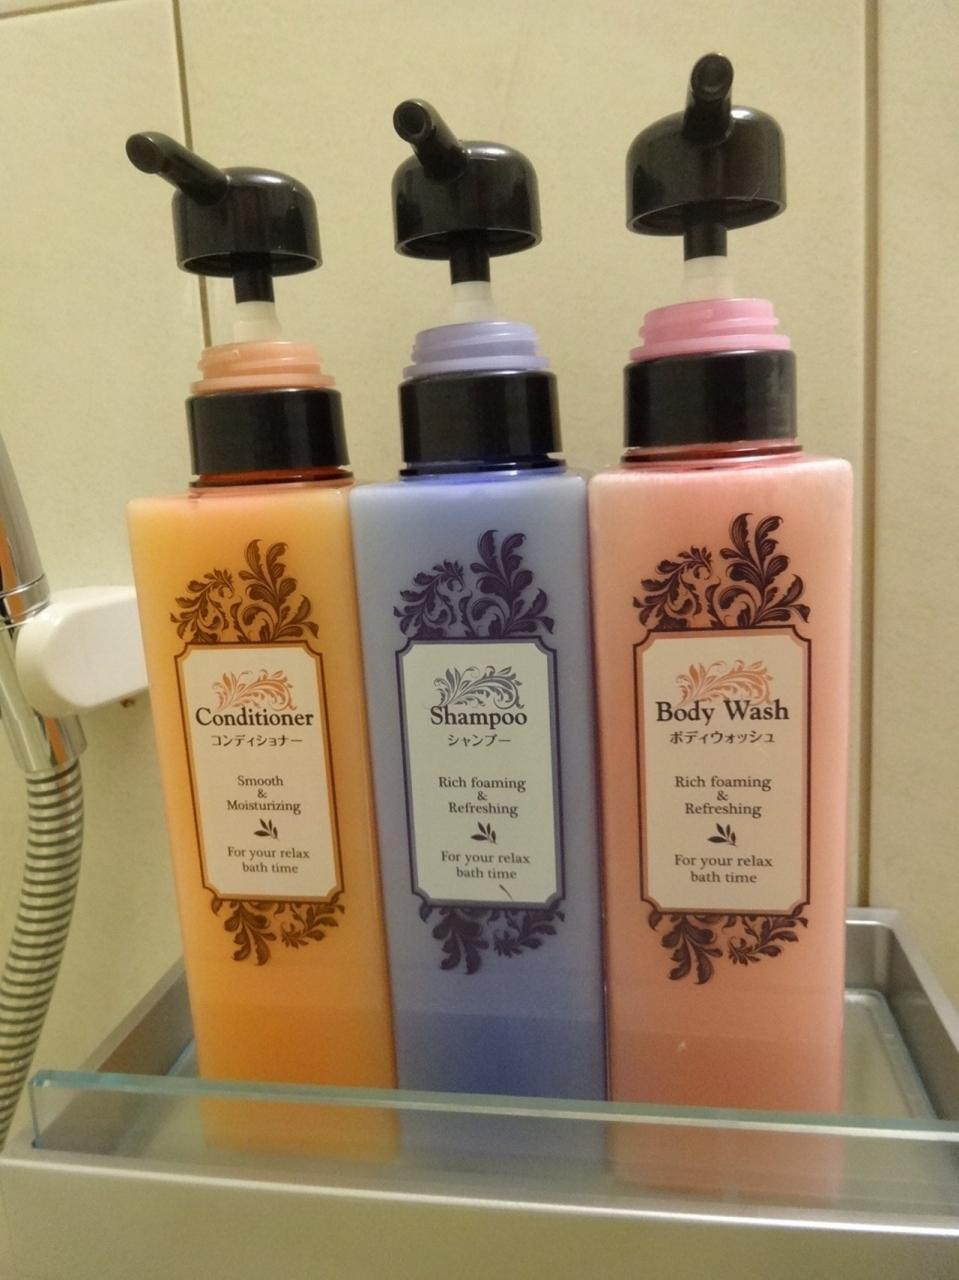 Conditioner
コンディショナー
Smooth
&
Moisturizing
For your relax
bath time
Shampoo
シャンプー
Rich foaming
&
Refreshing
For your relax
bath time
Body Wash
ボディウォッシュ
Rich foaming
&
Refreshing
For your relax
bath time